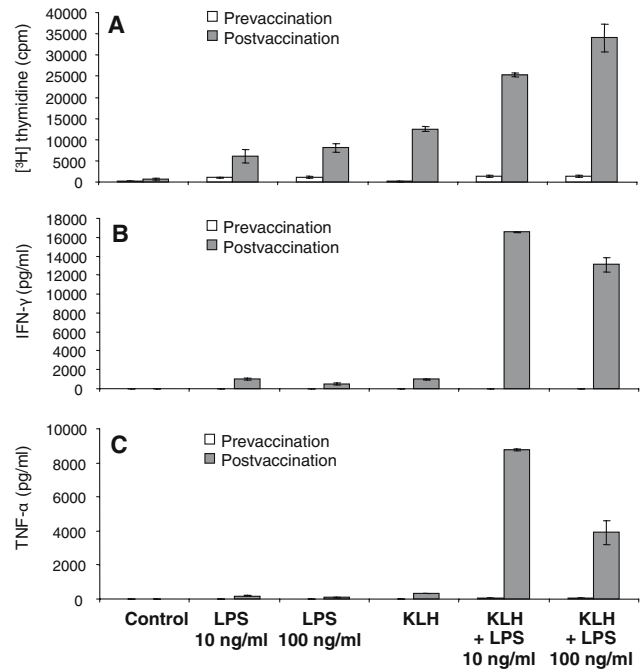 A
Prevaccination
Postvaccination
[³H] thymidine (cpm)
40000
35000
30000
25000
20000
15000
10000
5000
0
B
Prevaccination
Postvaccination
IFN-γ (pg/ml)
18000
16000
14000
12000
10000
8000
6000
4000
2000
0
C
Prevaccination
Postvaccination
TNF-α (pg/ml)
10000
8000
6000
4000
2000
0
Control
LPS
10 ng/ml
LPS
100 ng/ml
KLH
KLH
+ LPS
10 ng/ml
KLH
+ LPS
100 ng/ml